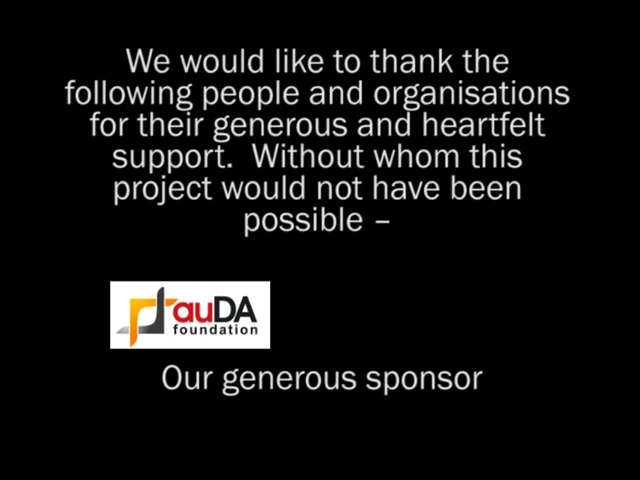 We would like to thank the
following people and organisations
for their generous and heartfelt
support.  Without whom this
project would not have been
possible –
auDA
foundation
Our generous sponsor